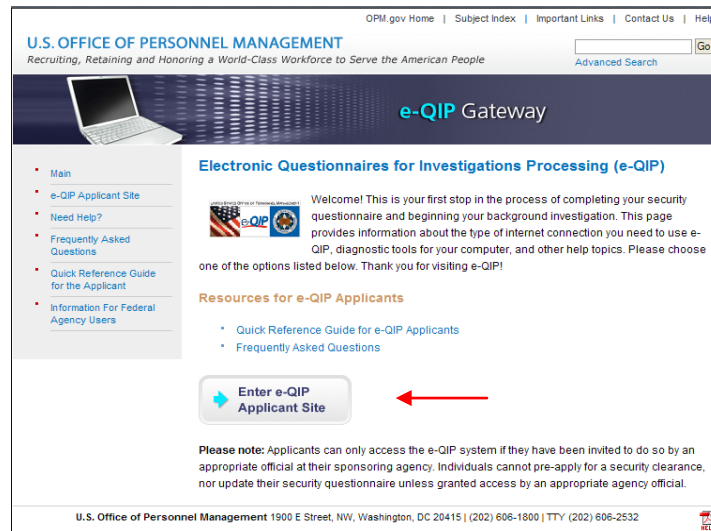 OPM.gov Home | Subject Index | Important Links | Contact Us | Help
U.S. OFFICE OF PERSONNEL MANAGEMENT
Recruiting, Retaining and Honoring a World-Class Workforce to Serve the American People
Go
Advanced Search
e-QIP Gateway
Main
e-QIP Applicant Site
Need Help?
Frequently Asked
Questions
Quick Reference Guide
for the Applicant
Information For Federal
Agency Users
Electronic Questionnaires for Investigations Processing (e-QIP)
e-QIP
Welcome! This is your first stop in the process of completing your security
questionnaire and beginning your background investigation. This page
provides information about the type of internet connection you need to use e-
QIP, diagnostic tools for your computer, and other help topics. Please choose
one of the options listed below. Thank you for visiting e-QIP!
Resources for e-QIP Applicants
Quick Reference Guide for e-QIP Applicants
Frequently Asked Questions
Enter e-QIP
Applicant Site
Please note: Applicants can only access the e-QIP system if they have been invited to do so by an
appropriate official at their sponsoring agency. Individuals cannot pre-apply for a security clearance,
nor update their security questionnaire unless granted access by an appropriate agency official.
U.S. Office of Personnel Management 1900 E Street, NW, Washington, DC 20415 | (202) 606-1800 | TTY (202) 606-2532